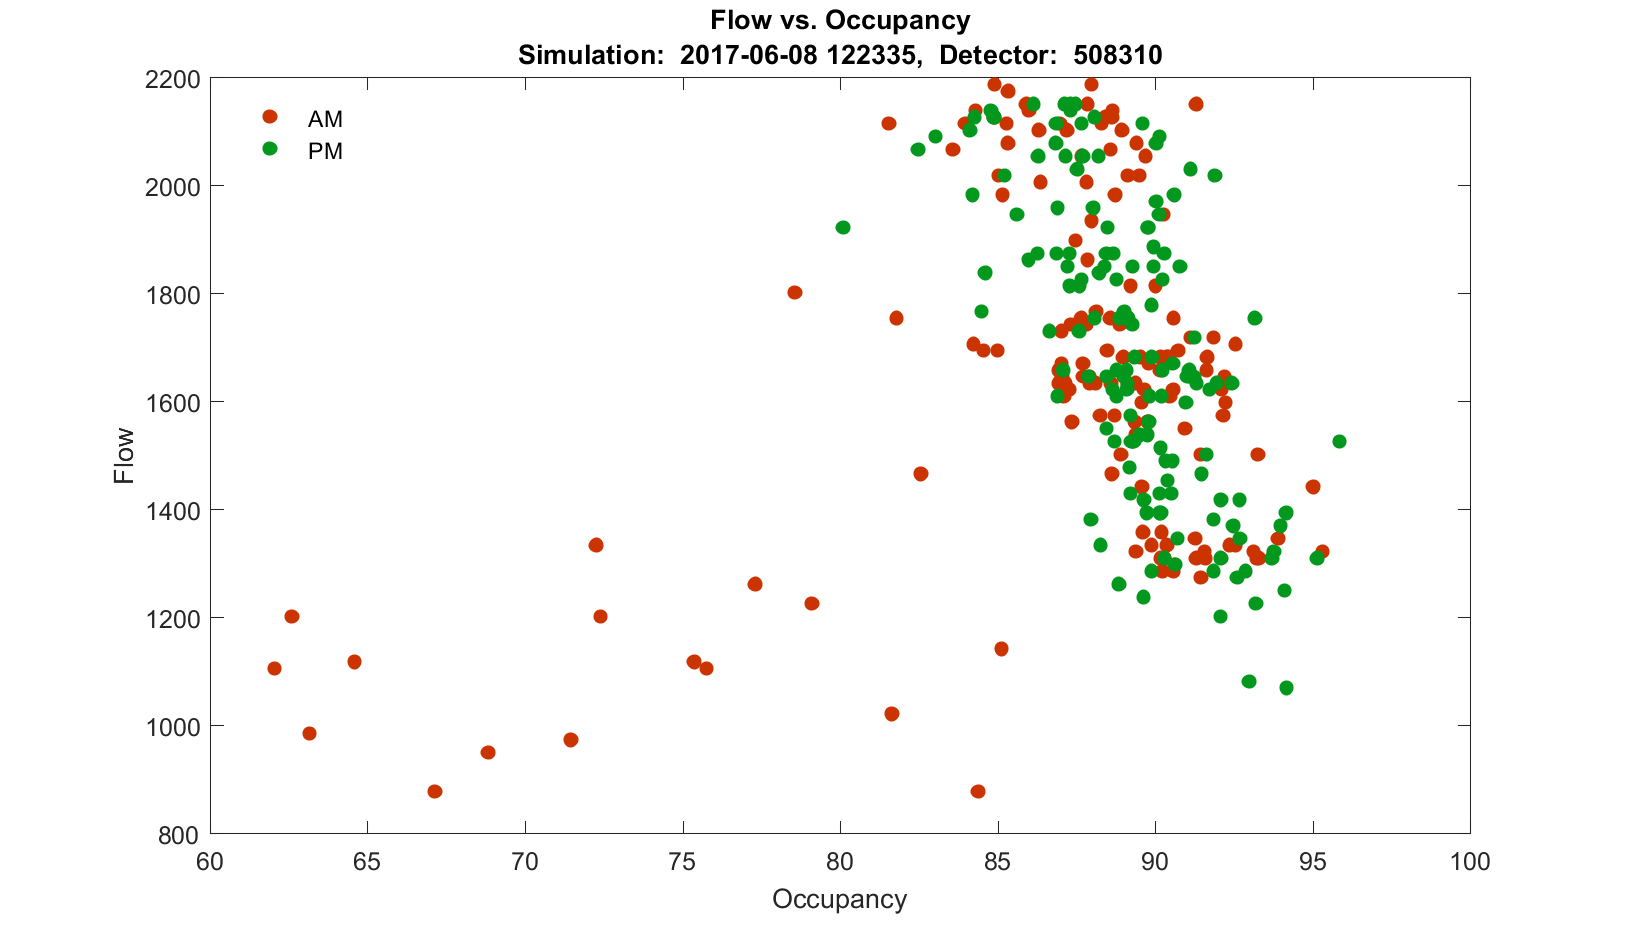 Flow vs. Occupancy
Simulation:  2017-06-08 122335,  Detector:  508310
2200
2000
1800
1600
1400
1200
1000
800
Flow
AM
PM
60 65 70 75 80 85 90 95 100
Occupancy